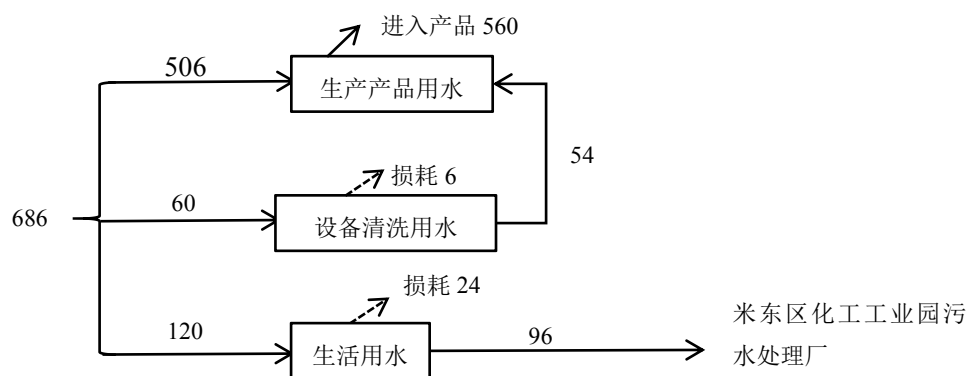 进入产品 560
506
生产产品用水
54
损耗 6
686
60
设备清洗用水
损耗 24
120
生活用水
96
米东区化工工业园污
水处理厂